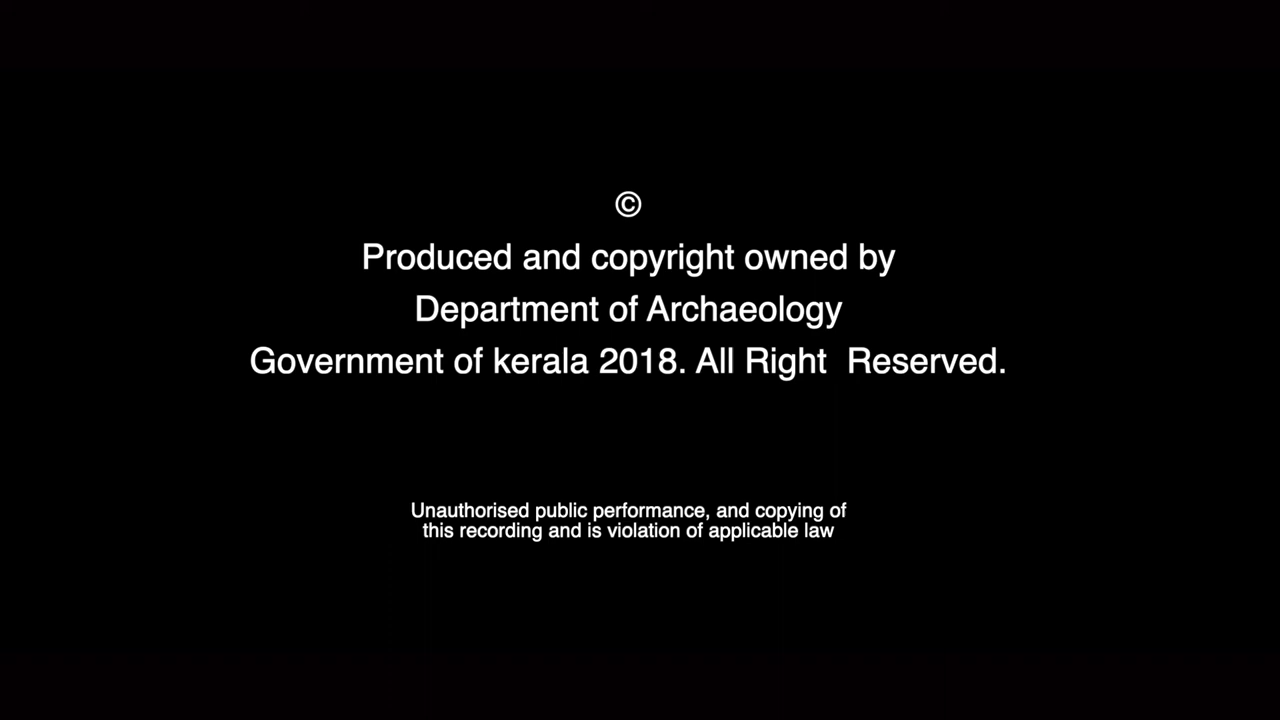 ©
Produced and copyright owned by
Department of Archaeology
Government of kerala 2018. All Right  Reserved.
Unauthorised public performance, and copying of
this recording and is violation of applicable law